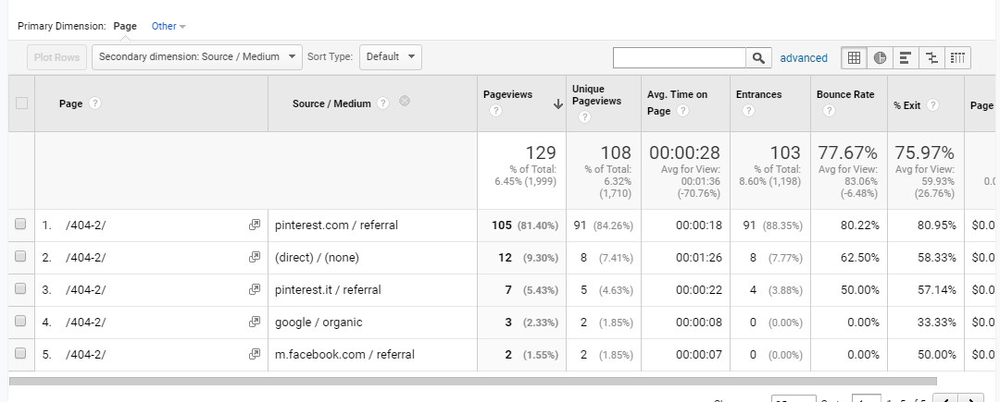 Primary Dimension: Page Other
Plot Rows Secondary dimension: Source / Medium Sort Type: Default advanced
Page ? Source / Medium ? Pageviews ? Unique Pageviews ? Avg. Time on Page ? Entrances ? Bounce Rate ? % Exit ? Page
129 108 00:00:28 103 77.67% 75.97%
% of Total: % of Total: Avg for View: % of Total: Avg for View: Avg for View:
6.45% (1,999) 6.32% 00:01:36 8.60% (1,198) 83.06% 59.93% 0.0
(1,710) (-70.76%) (-6.48%) (26.76%)
1. /404-2/ pinterest.com / referral 105 (81.40%) 91 (84.26%) 00:00:18 91 (88.35%) 80.22% 80.95% $0.0
2. /404-2/ (direct) / (none) 12 (9.30%) 8 (7.41%) 00:01:26 8 (7.77%) 62.50% 58.33% $0.0
3. /404-2/ pinterest.it / referral 7 (5.43%) 5 (4.63%) 00:00:22 4 (3.88%) 50.00% 57.14% $0.0
4. /404-2/ google / organic 3 (2.33%) 2 (1.85%) 00:00:08 0 (0.00%) 0.00% 33.33% $0.0
5. /404-2/ m.facebook.com / referral 2 (1.55%) 2 (1.85%) 00:00:07 0 (0.00%) 0.00% 50.00% $0.0